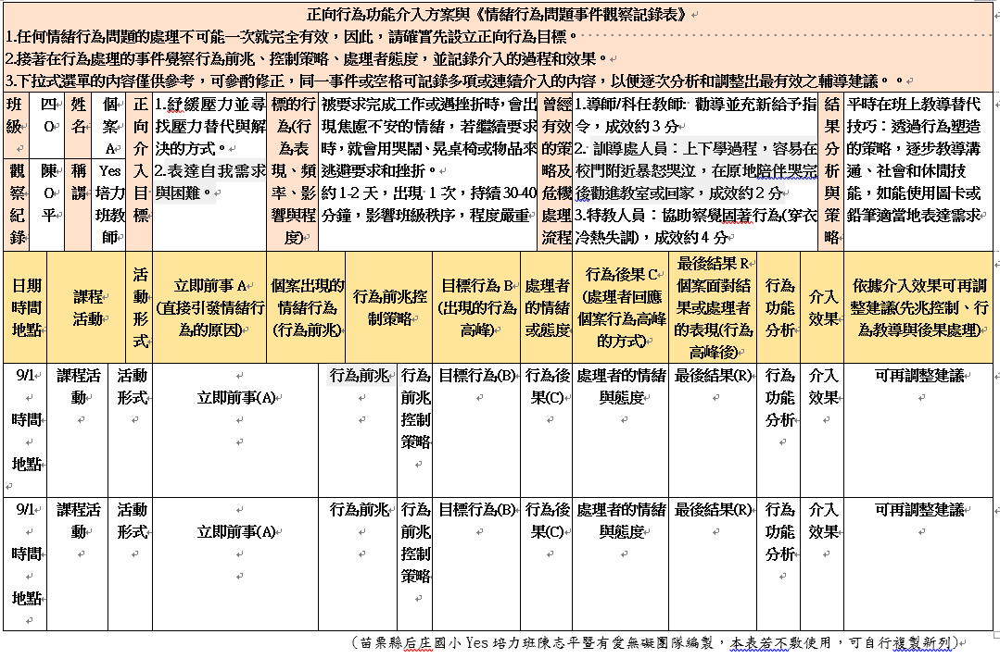 正向行為功能介入方案與《情緒行為問題事件觀察記錄表》
1.任何情緒行為問題的處理不可能一次就完全有效，因此，請確實先設立正向行為目標。
2.接著在行為處理的事件覺察行為前兆、控制策略、處理者態度，並記錄介入的過程和效果。
3.下拉式選單的內容僅供參考，可參酌修正，同一事件或空格可記錄多項或連續介入的內容，以便逐次分析和調整出最有效之輔導建議。。
班級
四O
姓名
個案A
觀察紀錄
陳O平
稱謂
Yes
培力
班教
師
正向介入目標
1.紓緩壓力並尋
找壓力替代與解
決的方式。
2.表達自我需求
與困難。
標的行
為(行
為表
現、頻
率、影
響與程
度)
被要求完成工作或遇挫折時,會出
現焦慮不安的情緒，若繼續要求
時,就會用哭鬧、晃桌椅或物品來
逃避要求和挫折。
約1-2天，出現 1 次，持續30-40
分鐘，影響班級秩序，程度嚴重
曾經
有效
的策
略及
危機
處理
流程
1.導師/科任教師: 勸導並充新給予指
令，成效約3分
2. 訓導處人員：上下學過程，容易在
校門附近暴怒哭泣，在原地陪伴哭完
後勸進教室或回家，成效約2分
3.特教人員：協助察覺固著行為(穿衣
冷熱失調)，成效約4分
結果分析與策略
平時在班上教導替代
技巧：透過行為塑造
的策略，逐步教導溝
通、社會和休閒技
能，如能使用圖卡或
鉛筆適當地表達需求
日期
時間
地點
課程
活動
活動形式
立即前事A
(直接引發情緒行
為的原因)
個案出現的
情緒行為
(行為前兆)
行為前兆控
制策略
目標行為B
(出現的行為
高峰)
處理者
的情緒
或態度
行為後果C
(處理者回應
個案行為高峰
的方式)
最後結果R
個案面對結
果或處理者
的表現(行為
高峰後)
行為
功能
分析
介入
效果
依據介入效果可再調
整建議(先兆控制、行
為教導與後果處理)
9/1
時間
地點
課程活
動
活動
形式
立即前事(A)
行為前兆
行為
前兆
控制
策略
目標行為(B)
行為後
果(C)
處理者的情緒
與態度
最後結果(R)
行為
功能
分析
介入
效果
可再調整建議
9/1
時間
地點
課程活
動
活動
形式
立即前事(A)
行為前兆
行為
前兆
控制
策略
目標行為(B)
行為後
果(C)
處理者的情緒
與態度
最後結果(R)
行為
功能
分析
介入
效果
可再調整建議
（苗栗縣后庄國小Yes培力班陳志平暨有愛無礙團隊編製，本表若不敷使用，可自行複製新列)